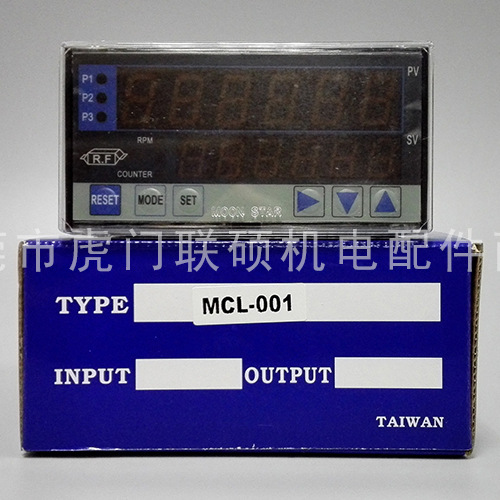 P1
PV
P2
P3
SV
RPM
R.F
COUNTER
RESET
MODE
SET
MOON STAR
市虎门联硕机电配件
TYPE
MCL-001
INPUT
OUTPUT
TAIWAN